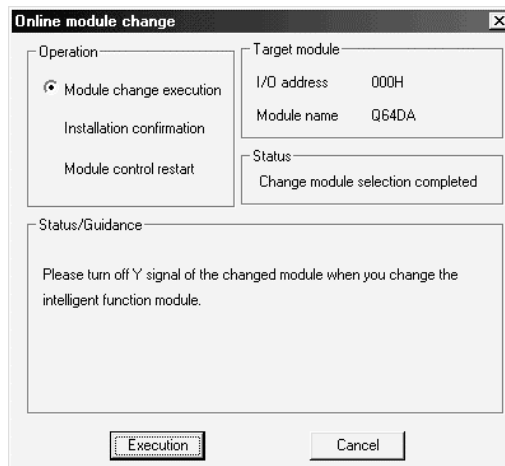 Online module change
Operation
Module change execution
Installation confirmation
Module control restart
Target module
I/O address 000H
Module name Q64DA
Status
Change module selection completed
Status/Guidance
Please turn off Y signal of the changed module when you change the
intelligent function module.
Execution
Cancel